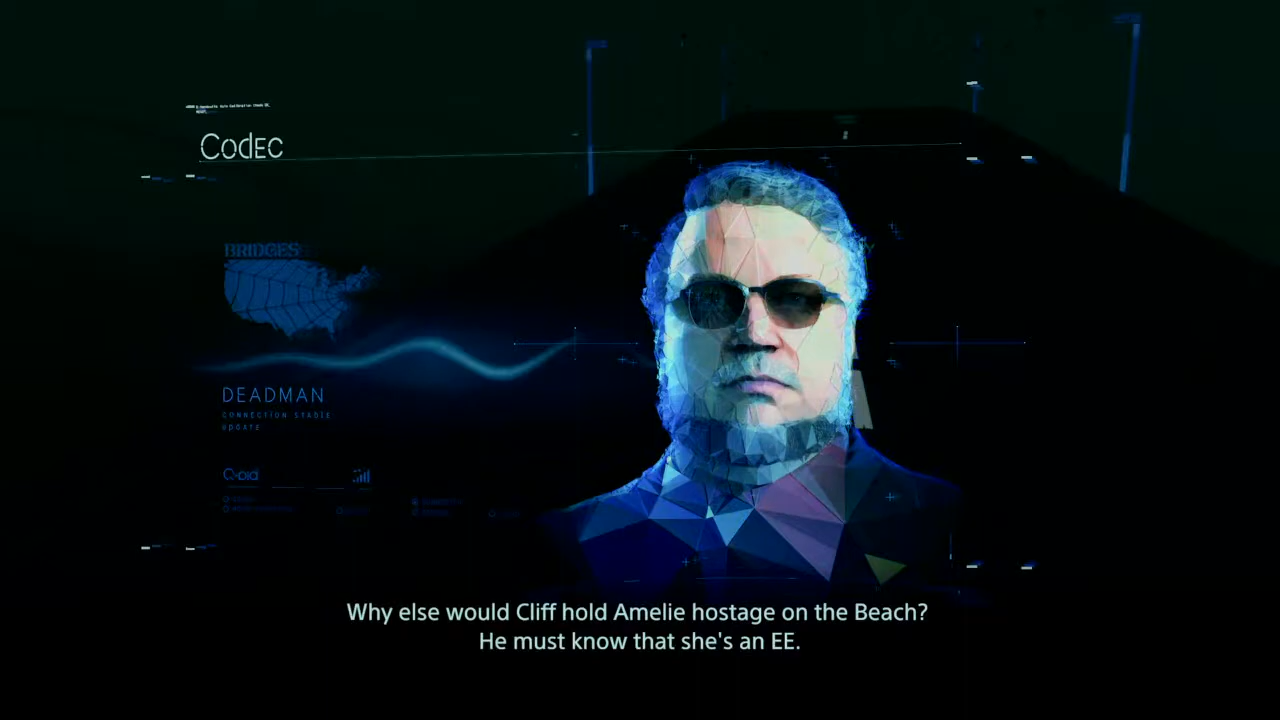 Codec
BRIDGES
DEADMAN
CONNECTION STABLE
UPDATE
Qpid
Why else would Cliff hold Amelie hostage on the Beach?
He must know that she's an EE.